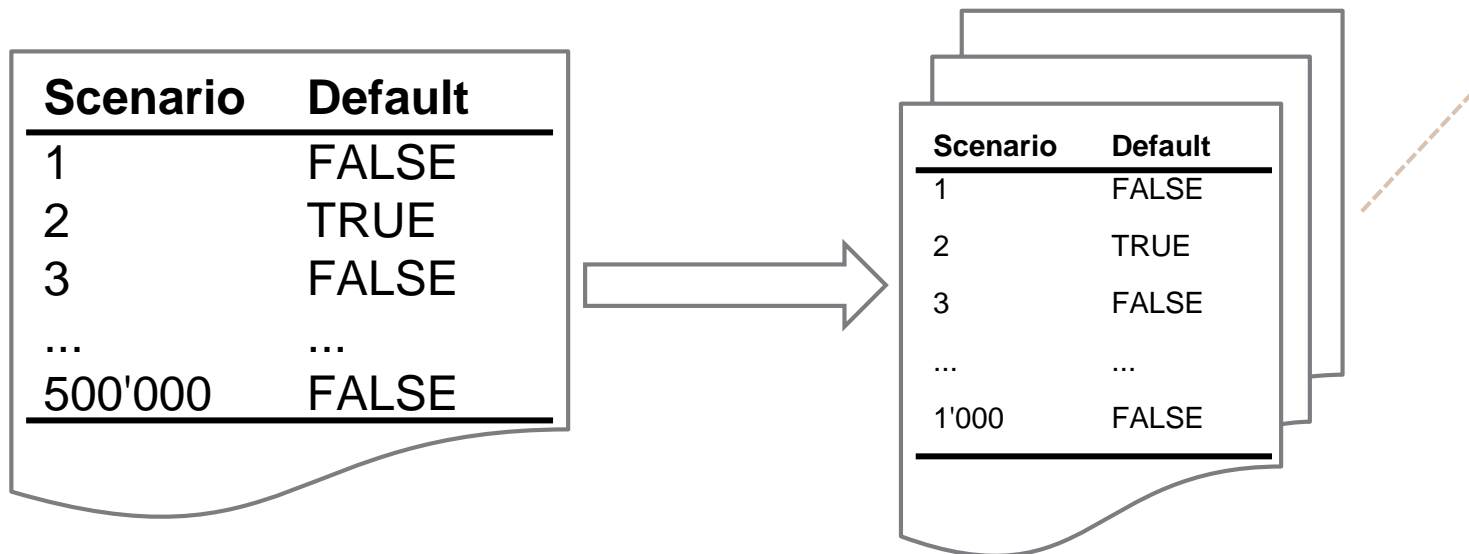 Scenario Default
1 FALSE
2 TRUE
3 FALSE
... ...
500'000 FALSE
Scenario Default
1 FALSE
2 TRUE
3 FALSE
... ...
1'000 FALSE